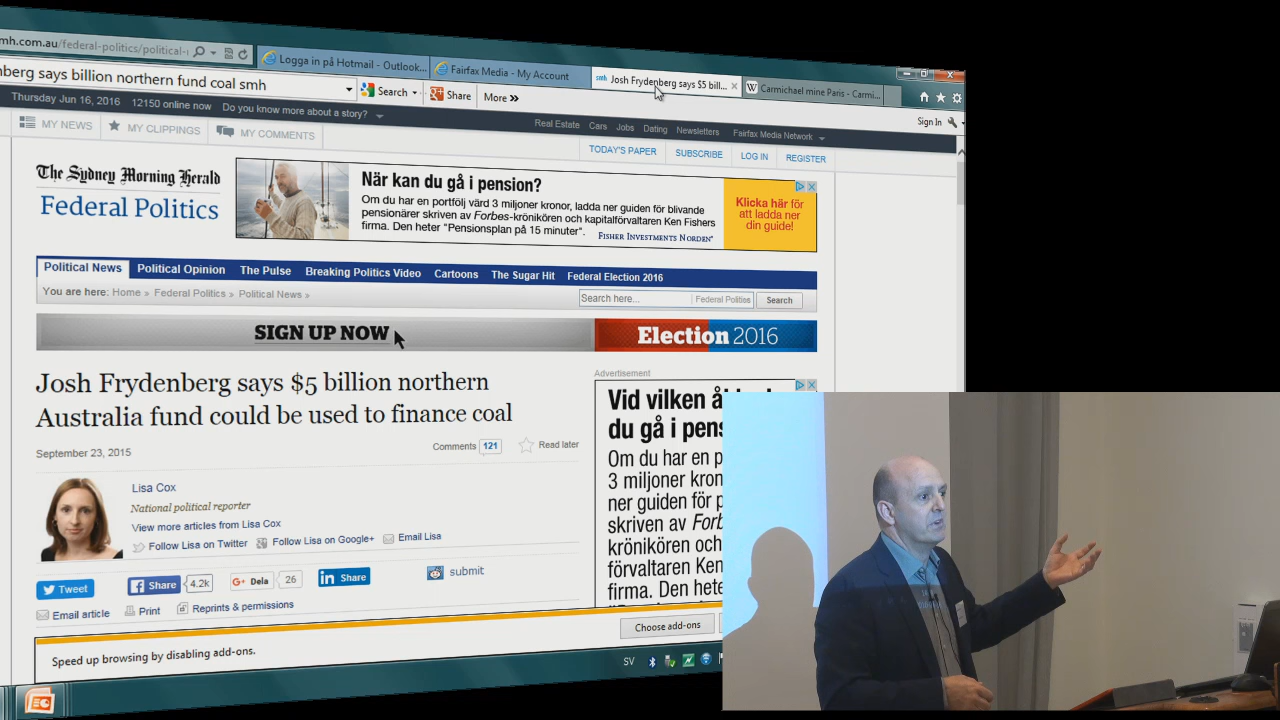 mh.com.au/federal-politics/political-
Logga in på Hotmail - Outlook...
Fairfax Media - My Account
smh Josh Frydenberg says $5 bill...
W Carmichael mine Paris - Carmi...
berg says billion northern fund coal smh
Search
Share
More »
Sign In
Thursday Jun 16, 2016 12150 online now Do you know more about a story?
Real Estate Cars Jobs Dating Newsletters Fairfax Media Network
MY NEWS
MY CLIPPINGS
MY COMMENTS
TODAY'S PAPER
SUBSCRIBE
LOG IN
REGISTER
The Sydney Morning Herald
Federal Politics
När kan du gå i pension?
Om du har en portfölj värd 3 miljoner kronor, ladda ner guiden för blivande
pensionärer skriven av Forbes-krönikören och kapitalförvaltaren Ken Fishers
firma. Den heter "Pensionsplan på 15 minuter".
Fisher Investments Norden
Klicka här för
att ladda ner
din guide!
Political News Political Opinion The Pulse Breaking Politics Video Cartoons The Sugar Hit Federal Election 2016
You are here: Home » Federal Politics » Political News »
Search here...
Federal Politics
Search
SIGN UP NOW
Election 2016
Josh Frydenberg says $5 billion northern
Australia fund could be used to finance coal
September 23, 2015
Comments 121
Read later
Lisa Cox
National political reporter
View more articles from Lisa Cox
Follow Lisa on Twitter
Follow Lisa on Google+
Email Lisa
Tweet
Share 4.2k
G+ Dela 26
in Share
submit
Email article
Print
Reprints & permissions
Advertisement
Vid vilken å
du gå i pens
Om du har en p
3 miljoner kron
ner guiden för p
skriven av Forb
krönikören och
förvaltaren Ken
firma. Den heter
Speed up browsing by disabling add-ons.
Choose add-ons
SV